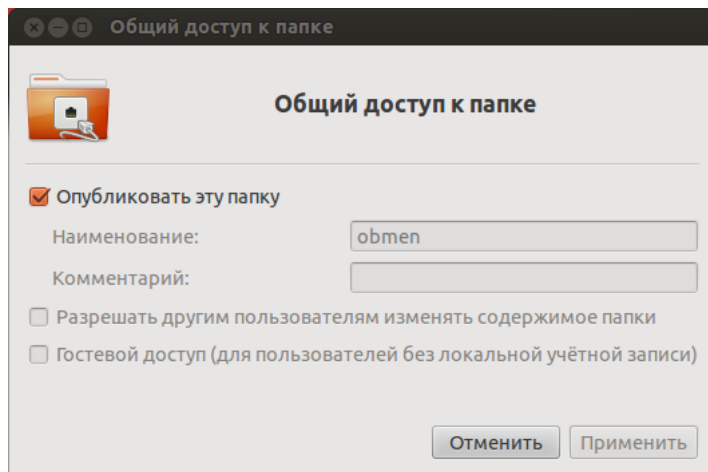 Общий доступ к папке
Общий доступ к папке
Опубликовать эту папку
Наименование: obmen
Комментарий:
Разрешать другим пользователям изменять содержимое папки
Гостевой доступ (для пользователей без локальной учётной записи)
Отменить Применить